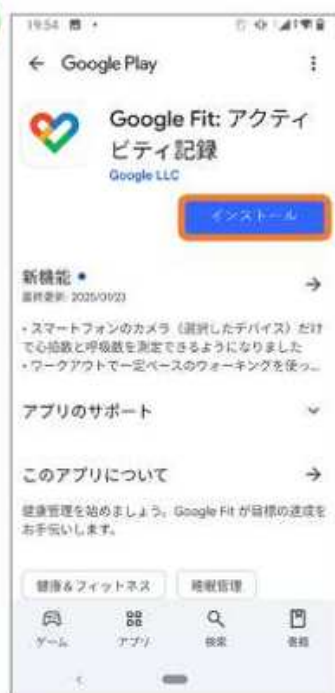 19:54
← Google Play
Google Fit: アクティ
ビティ記録
Google LLC
インストール
新機能 •
最終更新: 2025/01/23
• スマートフォンのカメラ（選択したデバイス）だけ
で心拍数と呼吸数を測定できるようになりました
• ワークアウトで一定ペースのウォーキングを使っ...
アプリのサポート
このアプリについて
健康管理を始めましょう。Google Fit が目標の達成を
お手伝いします。
健康&フィットネス 睡眠管理
ゲーム アプリ 検索 書籍